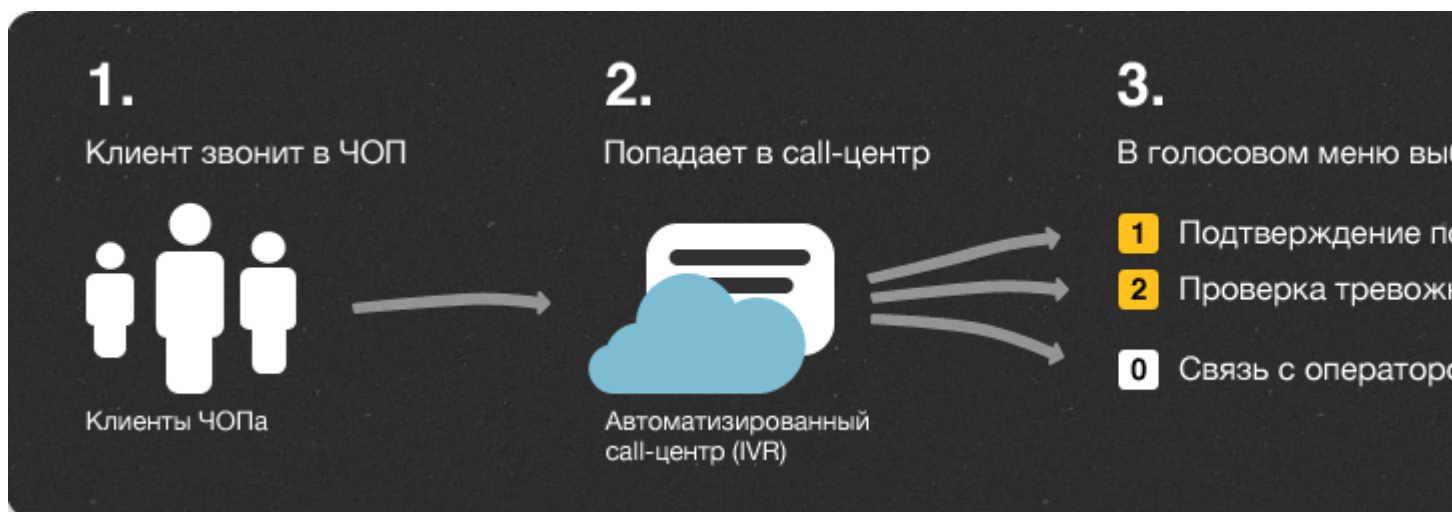 1.
Клиент звонит в ЧОП
Клиенты ЧОПа
2.
Попадает в call-центр
Автоматизированный
call-центр (IVR)
3.
В голосовом меню
1 Подтверждение
2 Проверка
0 Связь с